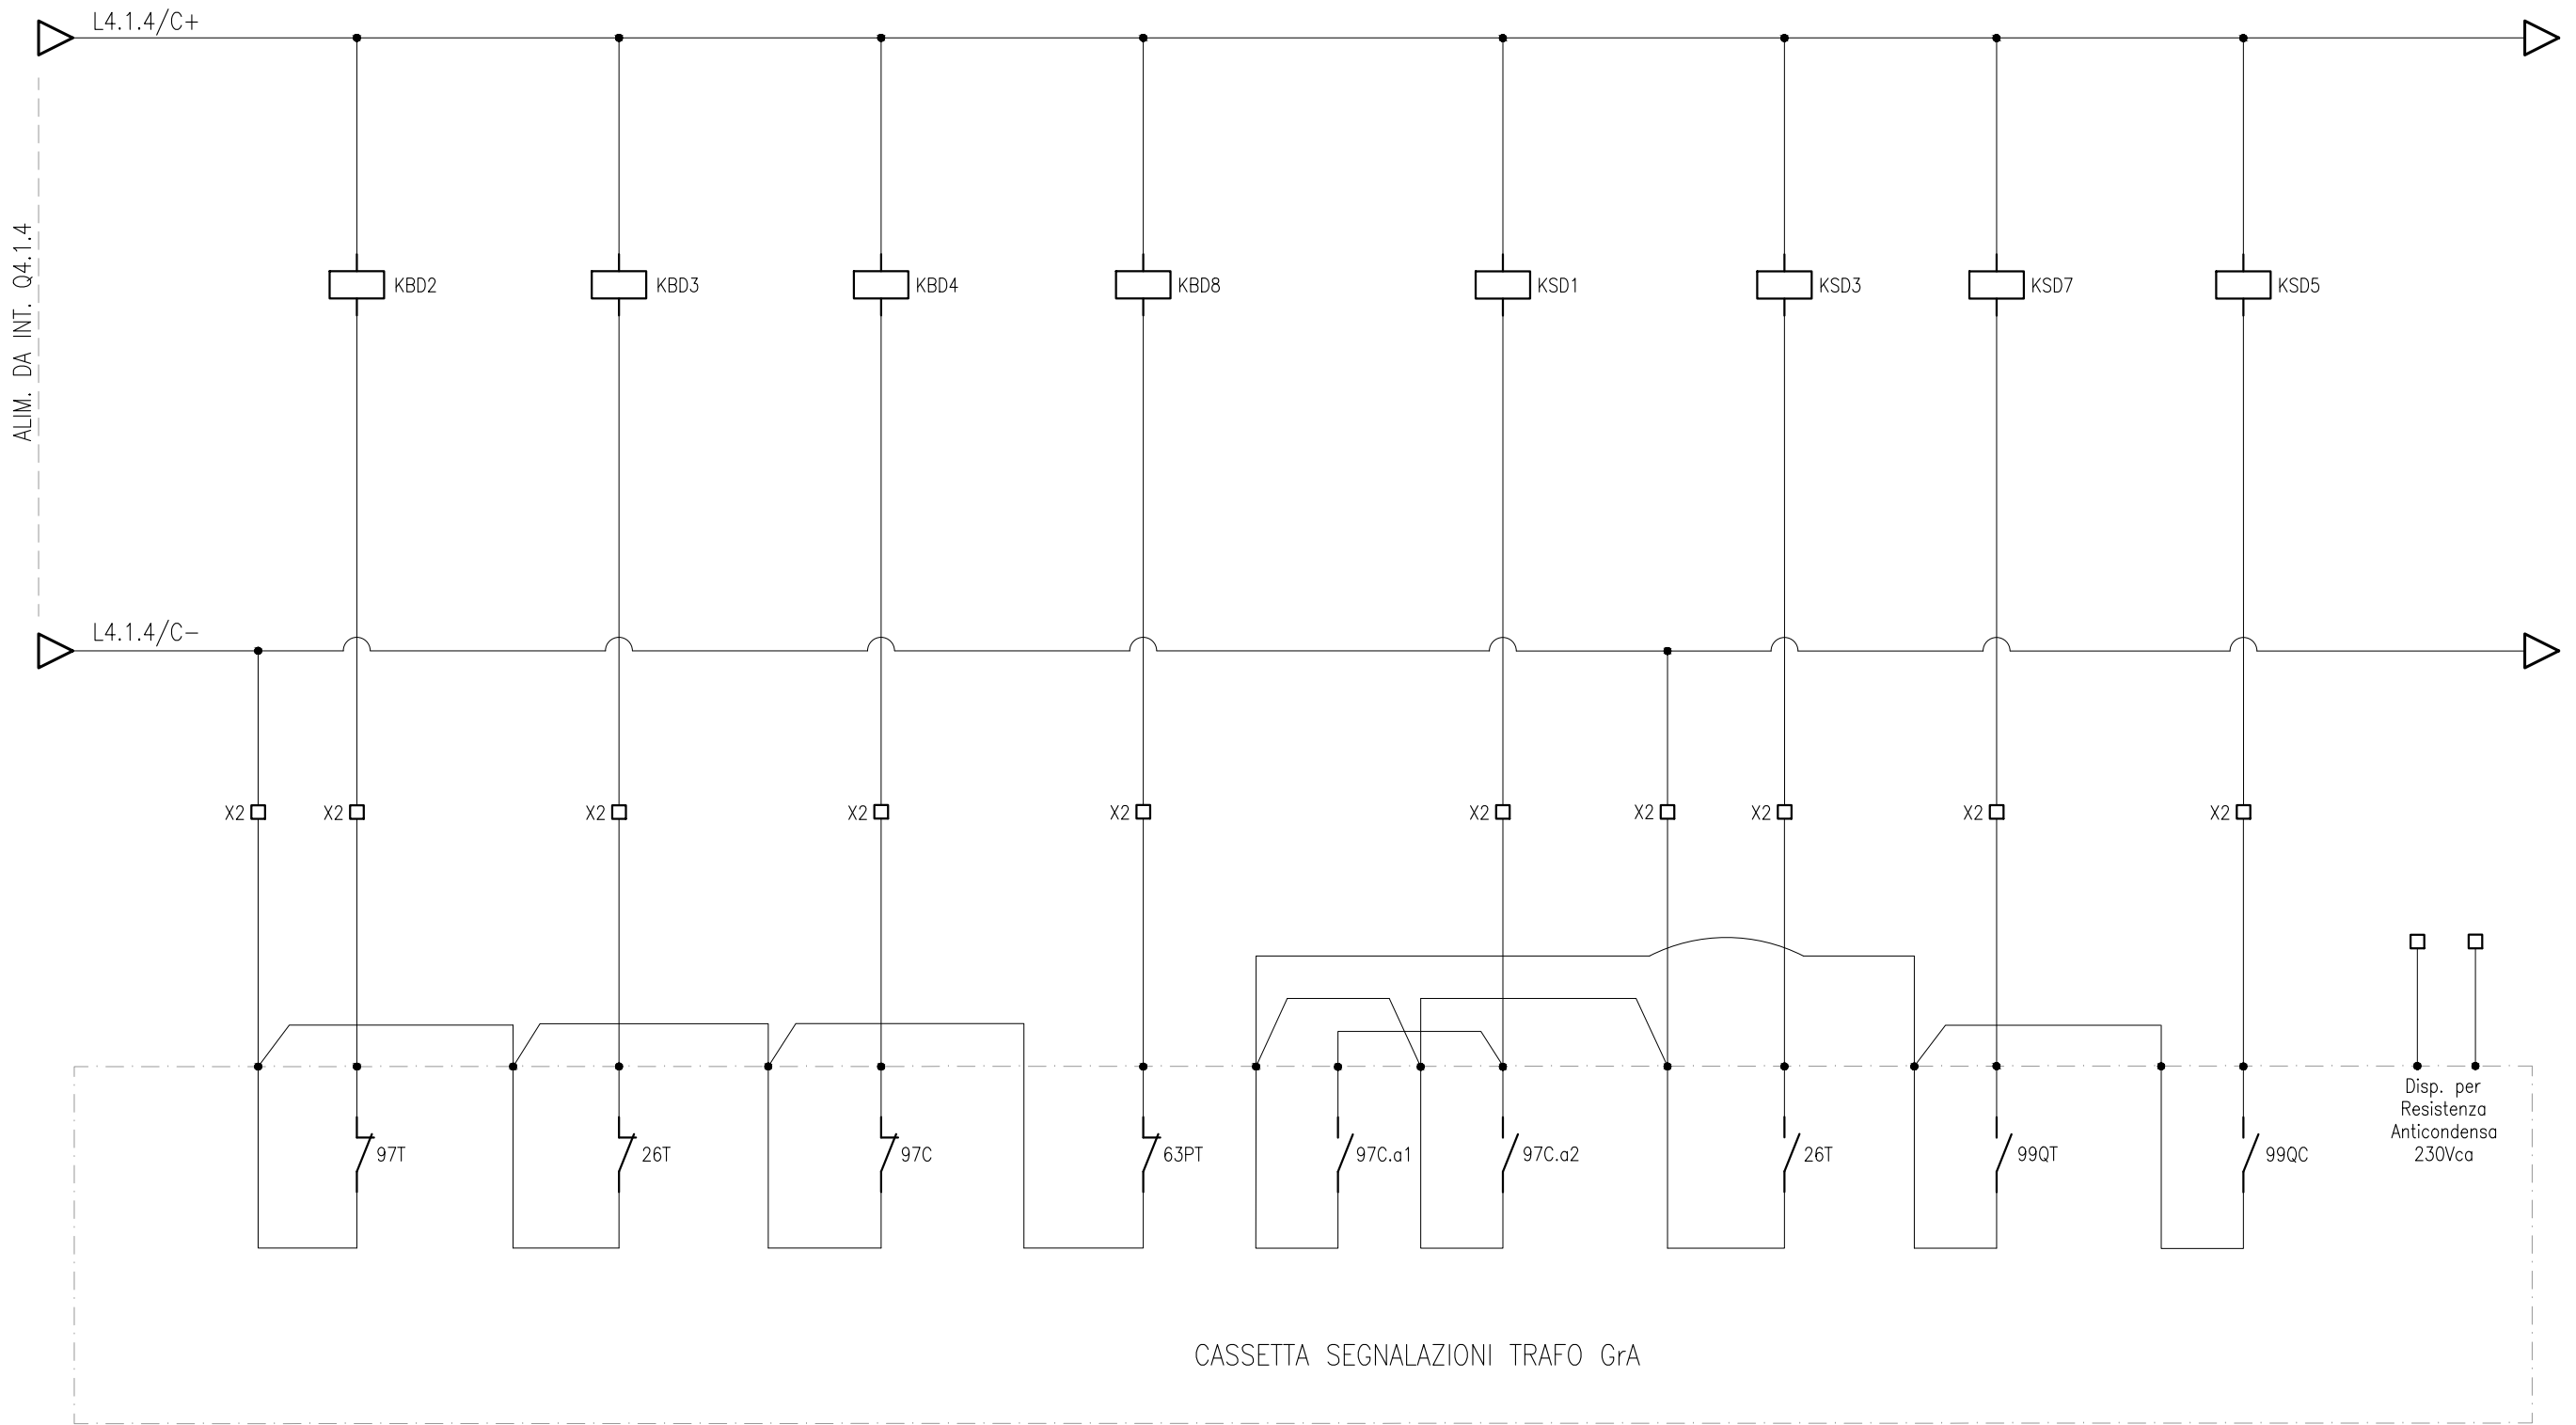 L4.1.4/C+
ALIM. DA INT. Q4.1.4
KBD2
KBD3
KBD4
KBD8
KSD1
KSD3
KSD7
KSD5
L4.1.4/C-
X2
X2
X2
X2
X2
X2
X2
X2
X2
X2
97T
26T
97C
63PT
97C.a1
97C.a2
26T
99QT
99QC
Disp. per
Resistenza
Anticondensa
230Vca
CASSETTA SEGNALAZIONI TRAFO GrA